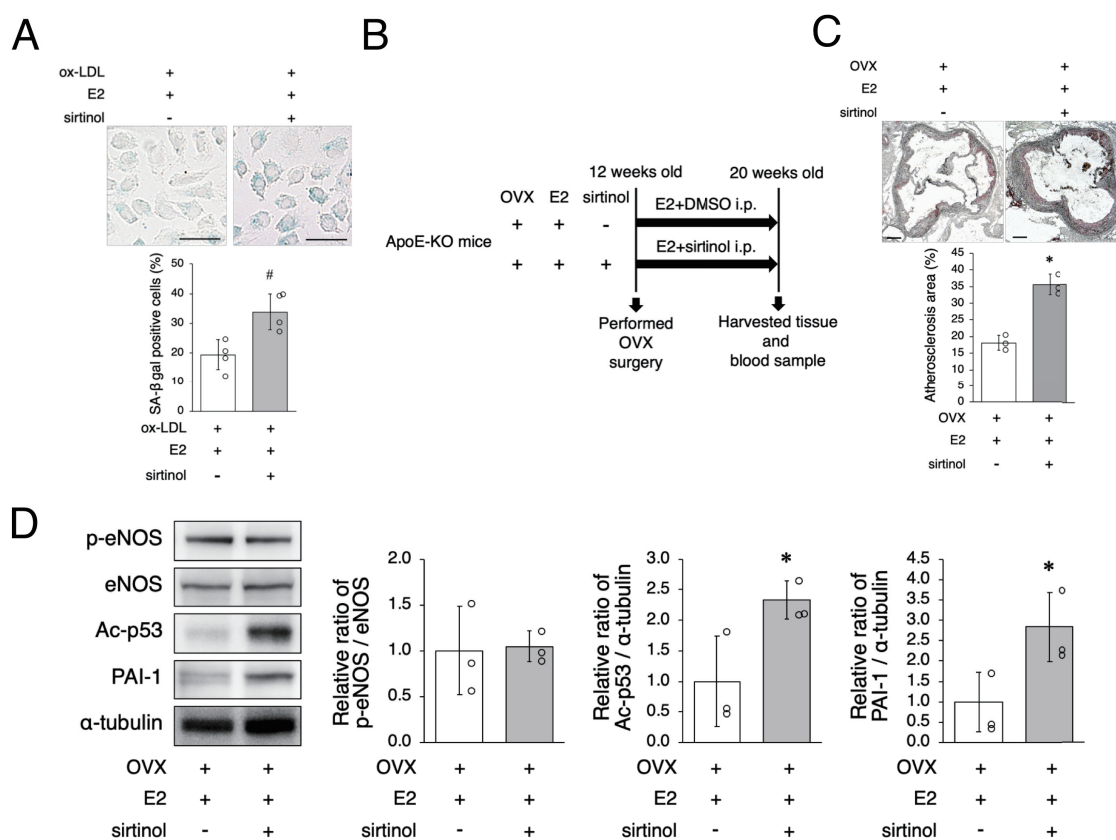 A
ox-LDL + +
E2 + +
sirtinol - +
SA-β gal positive cells (%)
50
40
30
20
10
0
#
ox-LDL + +
E2 + +
sirtinol - +
B
12 weeks old 20 weeks old
OVX E2 sirtinol
E2+DMSO i.p.
+ + -
ApoE-KO mice
E2+sirtinol i.p.
+ + +
Performed
OVX
surgery
Harvested tissue
and
blood sample
C
OVX + +
E2 + +
sirtinol - +
Atherosclerosis area (%)
45
40
35
30
25
20
15
10
5
0
*
OVX + +
E2 + +
sirtinol - +
D
p-eNOS
eNOS
Ac-p53
PAI-1
α-tubulin
OVX + +
E2 + +
sirtinol - +
Relative ratio of
p-eNOS / eNOS
2.0
1.5
1.0
0.5
0.0
OVX + +
E2 + +
sirtinol - +
Relative ratio of
Ac-p53 / α-tubulin
3.0
2.5
2.0
1.5
1.0
0.5
0.0
*
OVX + +
E2 + +
sirtinol - +
Relative ratio of
PAI-1 / α-tubulin
4.5
4.0
3.5
3.0
2.5
2.0
1.5
1.0
0.5
0.0
*
OVX + +
E2 + +
sirtinol - +